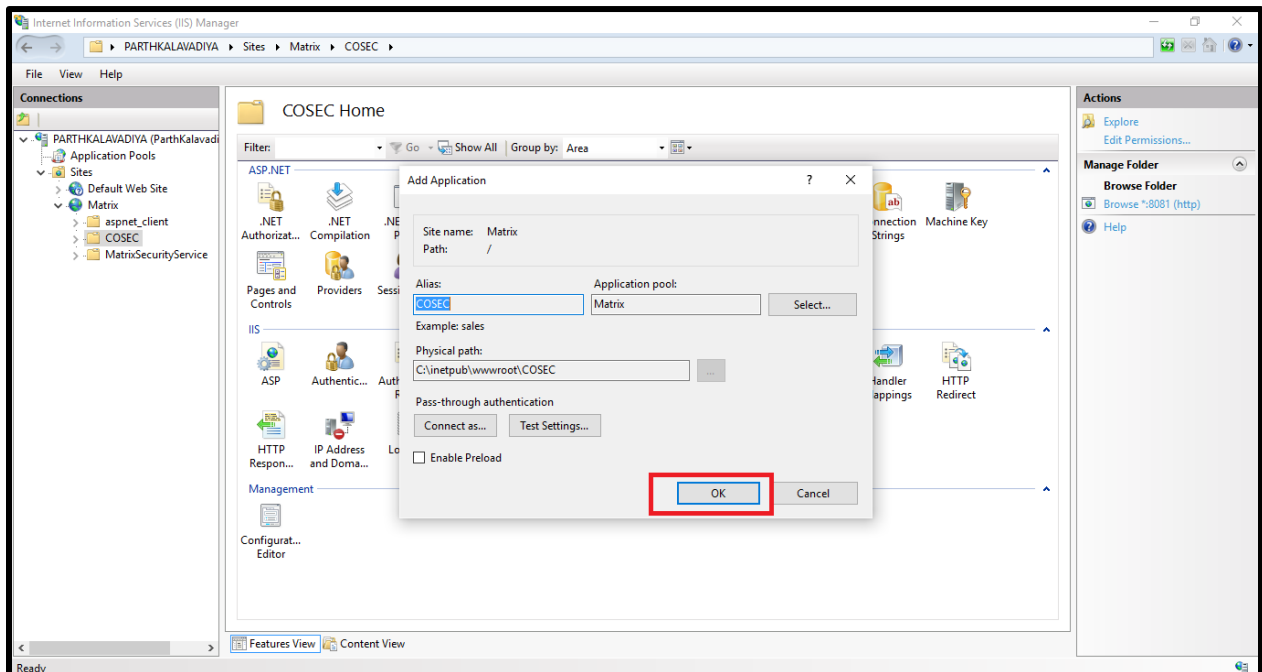 Internet Information Services (IIS) Manager
PARTHKALAVADIYA Sites Matrix COSEC
File View Help
Connections
PARTHKALAVADIYA (ParthKalavadi
Application Pools
Sites
Default Web Site
Matrix
aspnet_client
COSEC
MatrixSecurityService
COSEC Home
Filter: Go Show All Group by: Area
ASP.NET
.NET Authorizat...
.NET Compilation
.NE
P
ab
nnection Strings
Machine Key
Pages and Controls
Providers
Sessi
IIS
ASP
Authentic...
Auth
R
Handler
appings
HTTP Redirect
HTTP Respon...
IP Address and Doma...
Lo
Management
Configurat... Editor
Add Application ? X
Site name: Matrix
Path: /
Alias:
Application pool:
COSEC
Matrix
Select...
Example: sales
Physical path:
C:\inetpub\wwwroot\COSEC
...
Pass-through authentication
Connect as...
Test Settings...
Enable Preload
OK
Cancel
Features View Content View
Actions
Explore
Edit Permissions...
Manage Folder
Browse Folder
Browse *:8081 (http)
Help
Ready